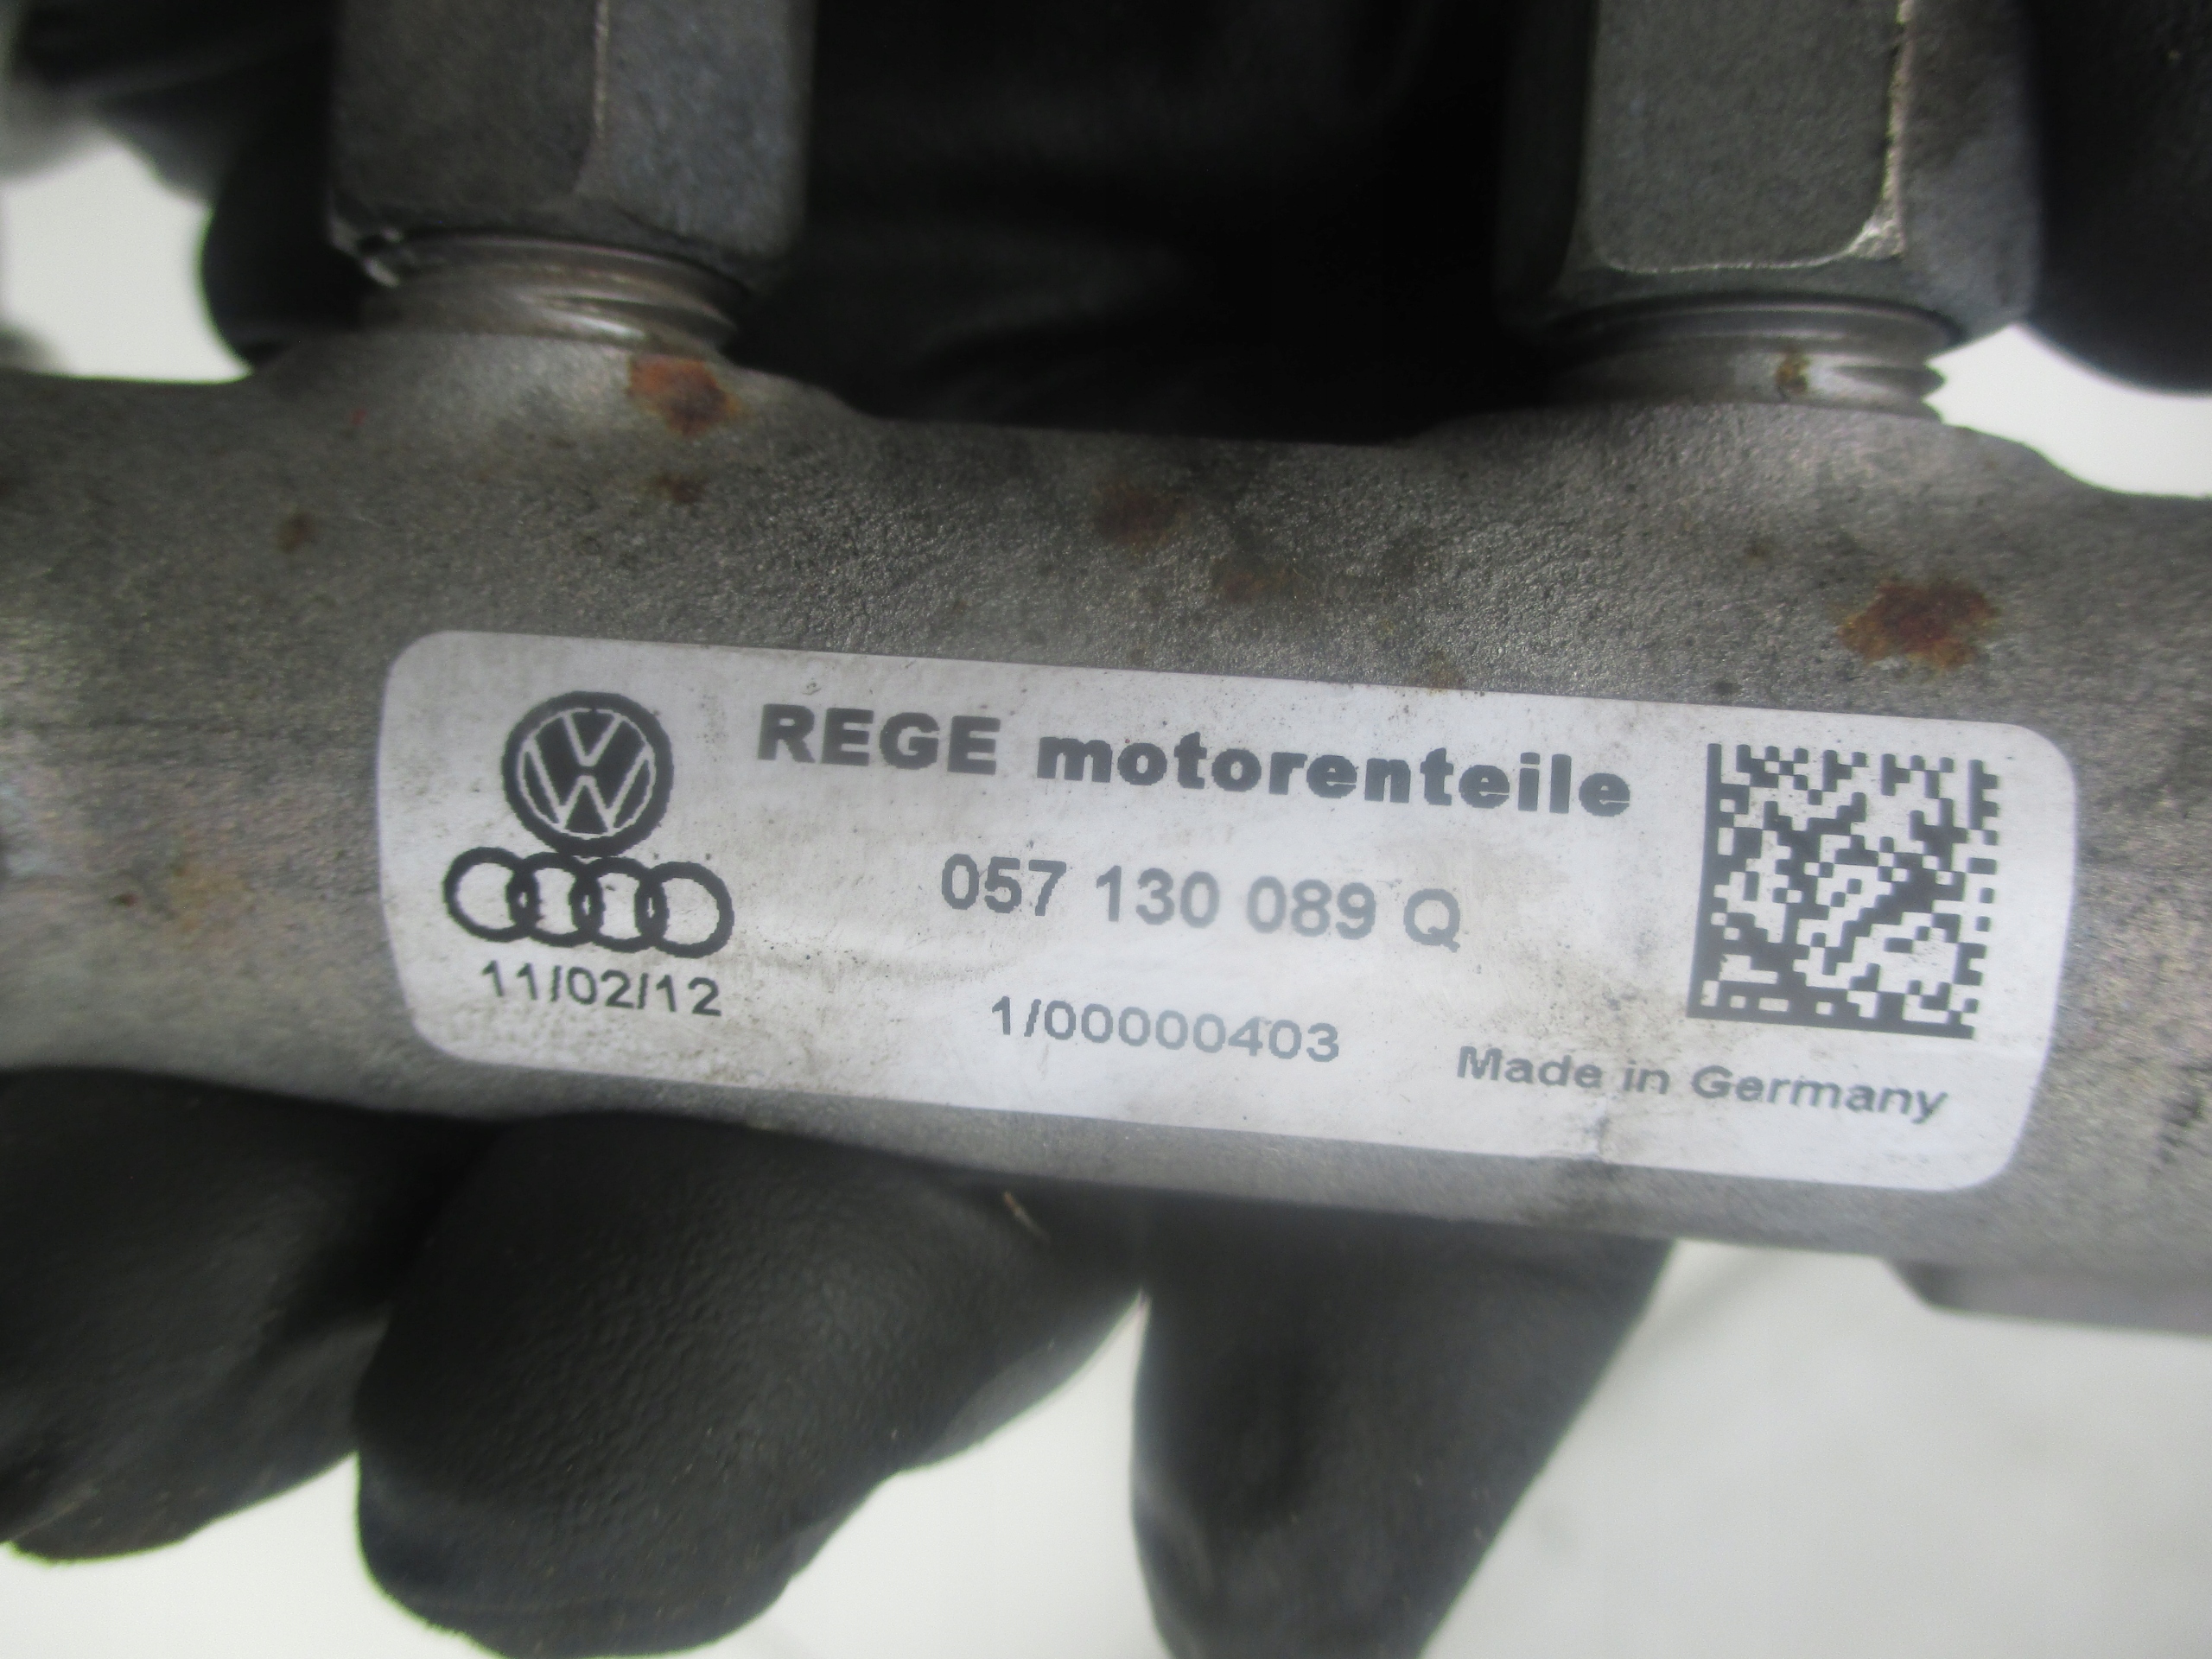 REGE motorenteile
057 130 089 Q
11/02/12
1/00000403
Made in Germany